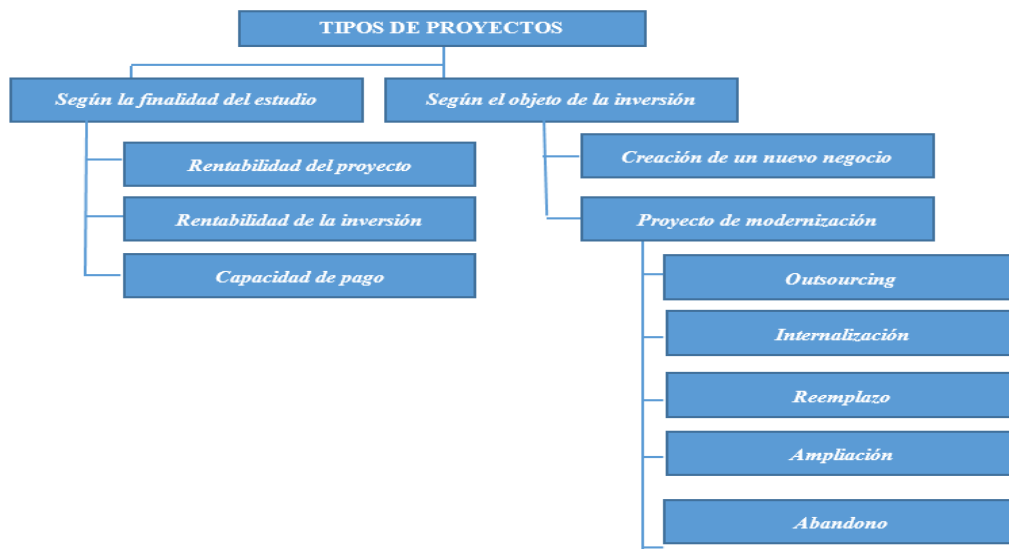 TIPOS DE PROYECTOS
Según la finalidad del estudio
Rentabilidad del proyecto
Rentabilidad de la inversión
Capacidad de pago
Según el objeto de la inversión
Creación de un nuevo negocio
Proyecto de modernización
Outsourcing
Internalización
Reemplazo
Ampliación
Abandono